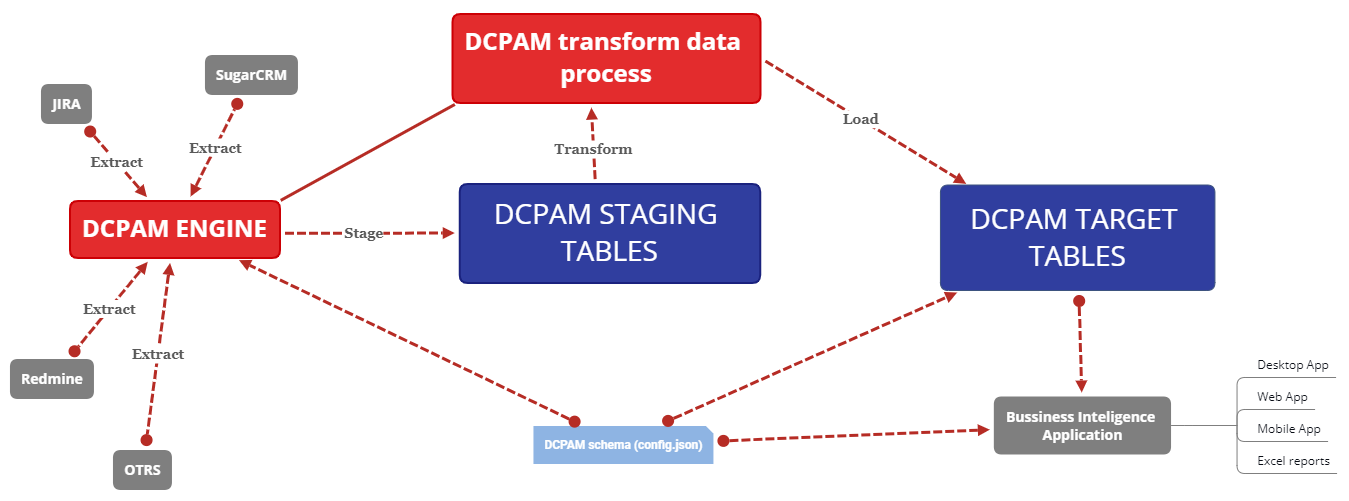 DCPAM transform data
process
SugarCRM
JIRA
Extract
Extract
Load
Transform
DCPAM ENGINE
Stage
DCPAM STAGING
TABLES
DCPAM TARGET
TABLES
Extract
Extract
Redmine
OTRS
DCPAM schema (config.json)
Bussiness Inteligence
Application
Desktop App
Web App
Mobile App
Excel reports